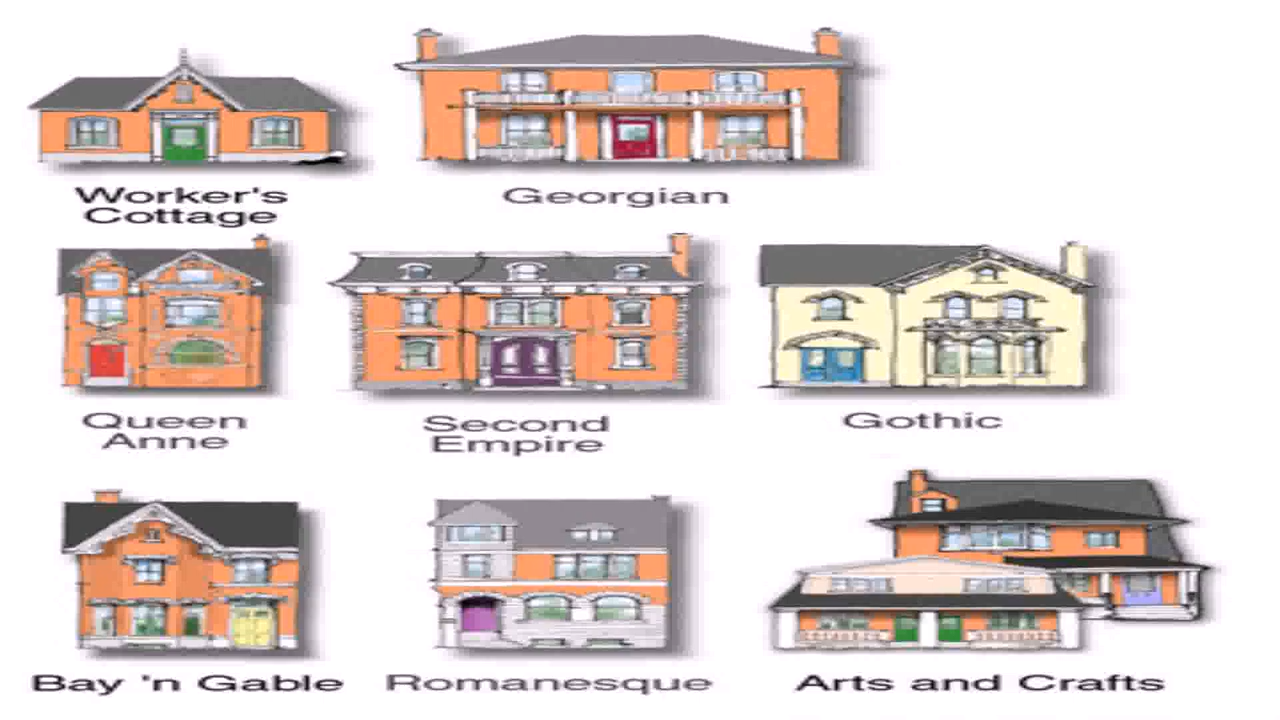 Worker's
Cottage
Georgian
Queen
Anne
Second
Empire
Gothic
Bay 'n Gable
Romanesque
Arts and Crafts